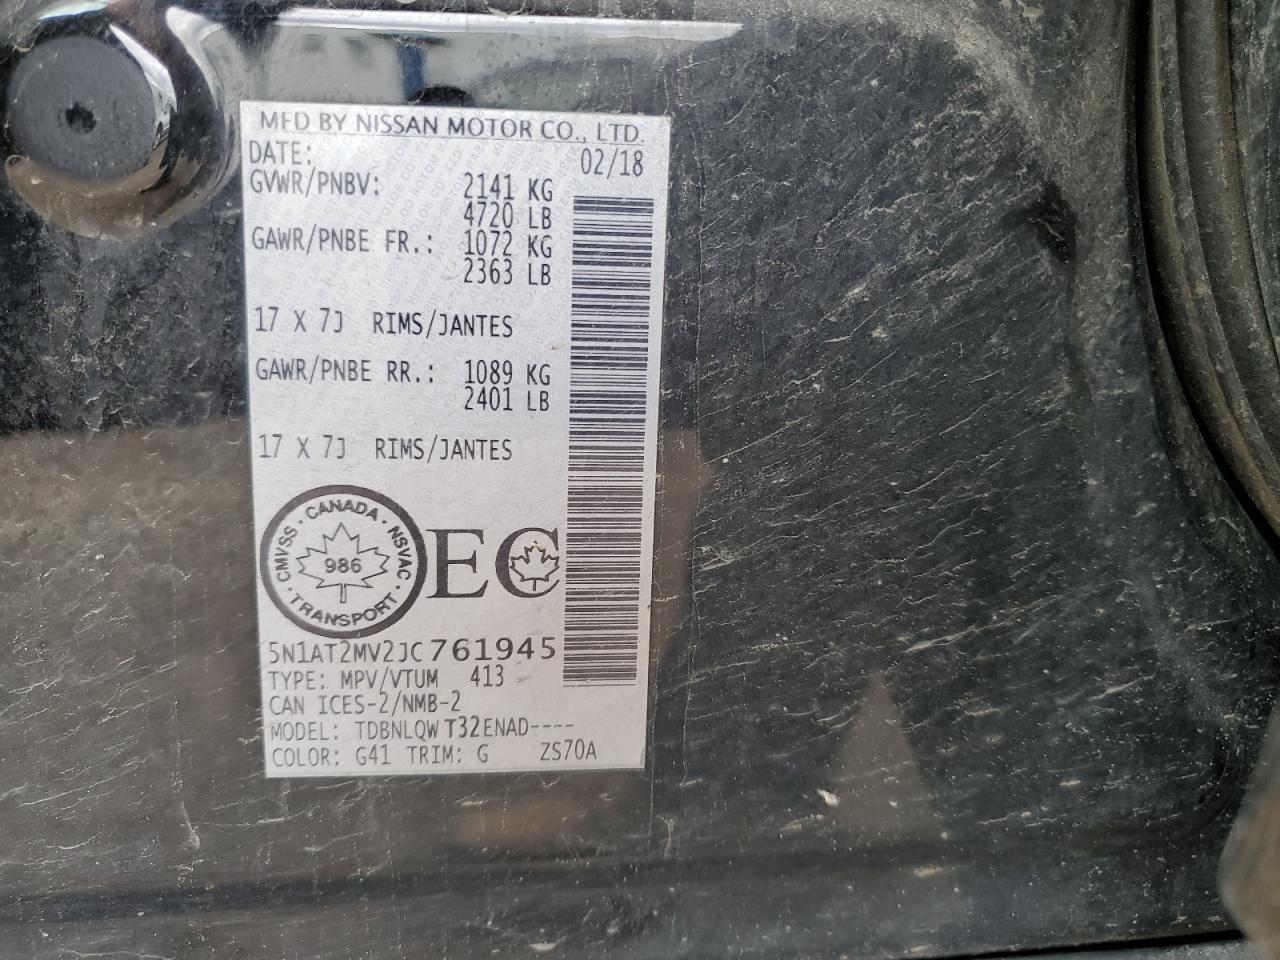 MFD BY NISSAN MOTOR CO., LTD.
DATE: 02/18
GVWR/PNBV: 2141 KG
4720 LB
GAWR/PNBE FR.: 1072 KG
2363 LB
17 X 7J RIMS/JANTES
GAWR/PNBE RR.: 1089 KG
2401 LB
17 X 7J RIMS/JANTES
CMVSS · CANADA · NSVAC · TRANSPORT ·
986
EC
5N1AT2MV2JC761945
TYPE: MPV/VTUM 413
CAN ICES-2/NMB-2
MODEL: TDBNLQWT32ENAD----
COLOR: G41 TRIM: G ZS70A